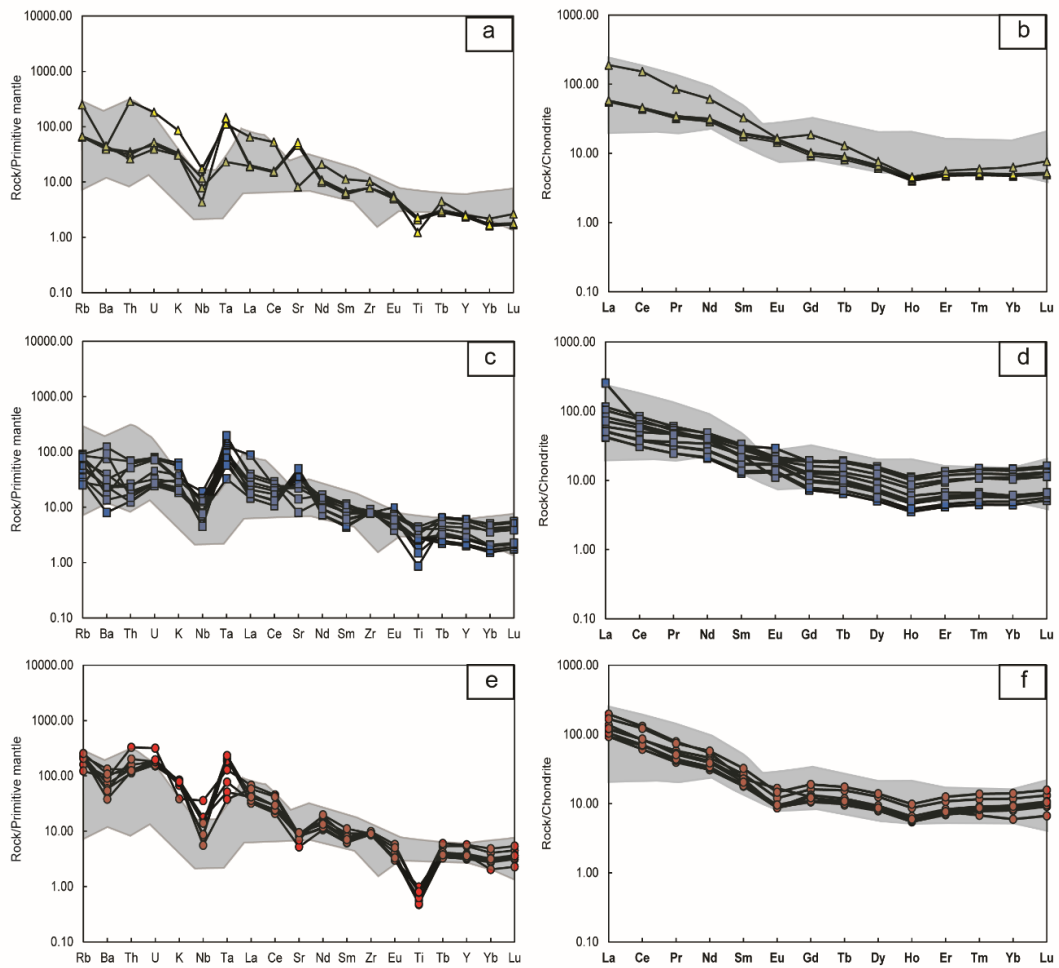 a
10000.00
1000.00
100.00
10.00
1.00
0.10
Rock/Primitive mantle
Rb Ba Th U K Nb Ta La Ce Sr Nd Sm Zr Eu Ti Tb Y Yb Lu
b
1000.00
100.00
10.00
1.00
0.10
Rock/Chondrite
La Ce Pr Nd Sm Eu Gd Tb Dy Ho Er Tm Yb Lu
c
10000.00
1000.00
100.00
10.00
1.00
0.10
Rock/Primitive mantle
Rb Ba Th U K Nb Ta La Ce Sr Nd Sm Zr Eu Ti Tb Y Yb Lu
d
1000.00
100.00
10.00
1.00
0.10
Rock/Chondrite
La Ce Pr Nd Sm Eu Gd Tb Dy Ho Er Tm Yb Lu
e
10000.00
1000.00
100.00
10.00
1.00
0.10
Rock/Primitive mantle
Rb Ba Th U K Nb Ta La Ce Sr Nd Sm Zr Eu Ti Tb Y Yb Lu
f
1000.00
100.00
10.00
1.00
0.10
Rock/Chondrite
La Ce Pr Nd Sm Eu Gd Tb Dy Ho Er Tm Yb Lu